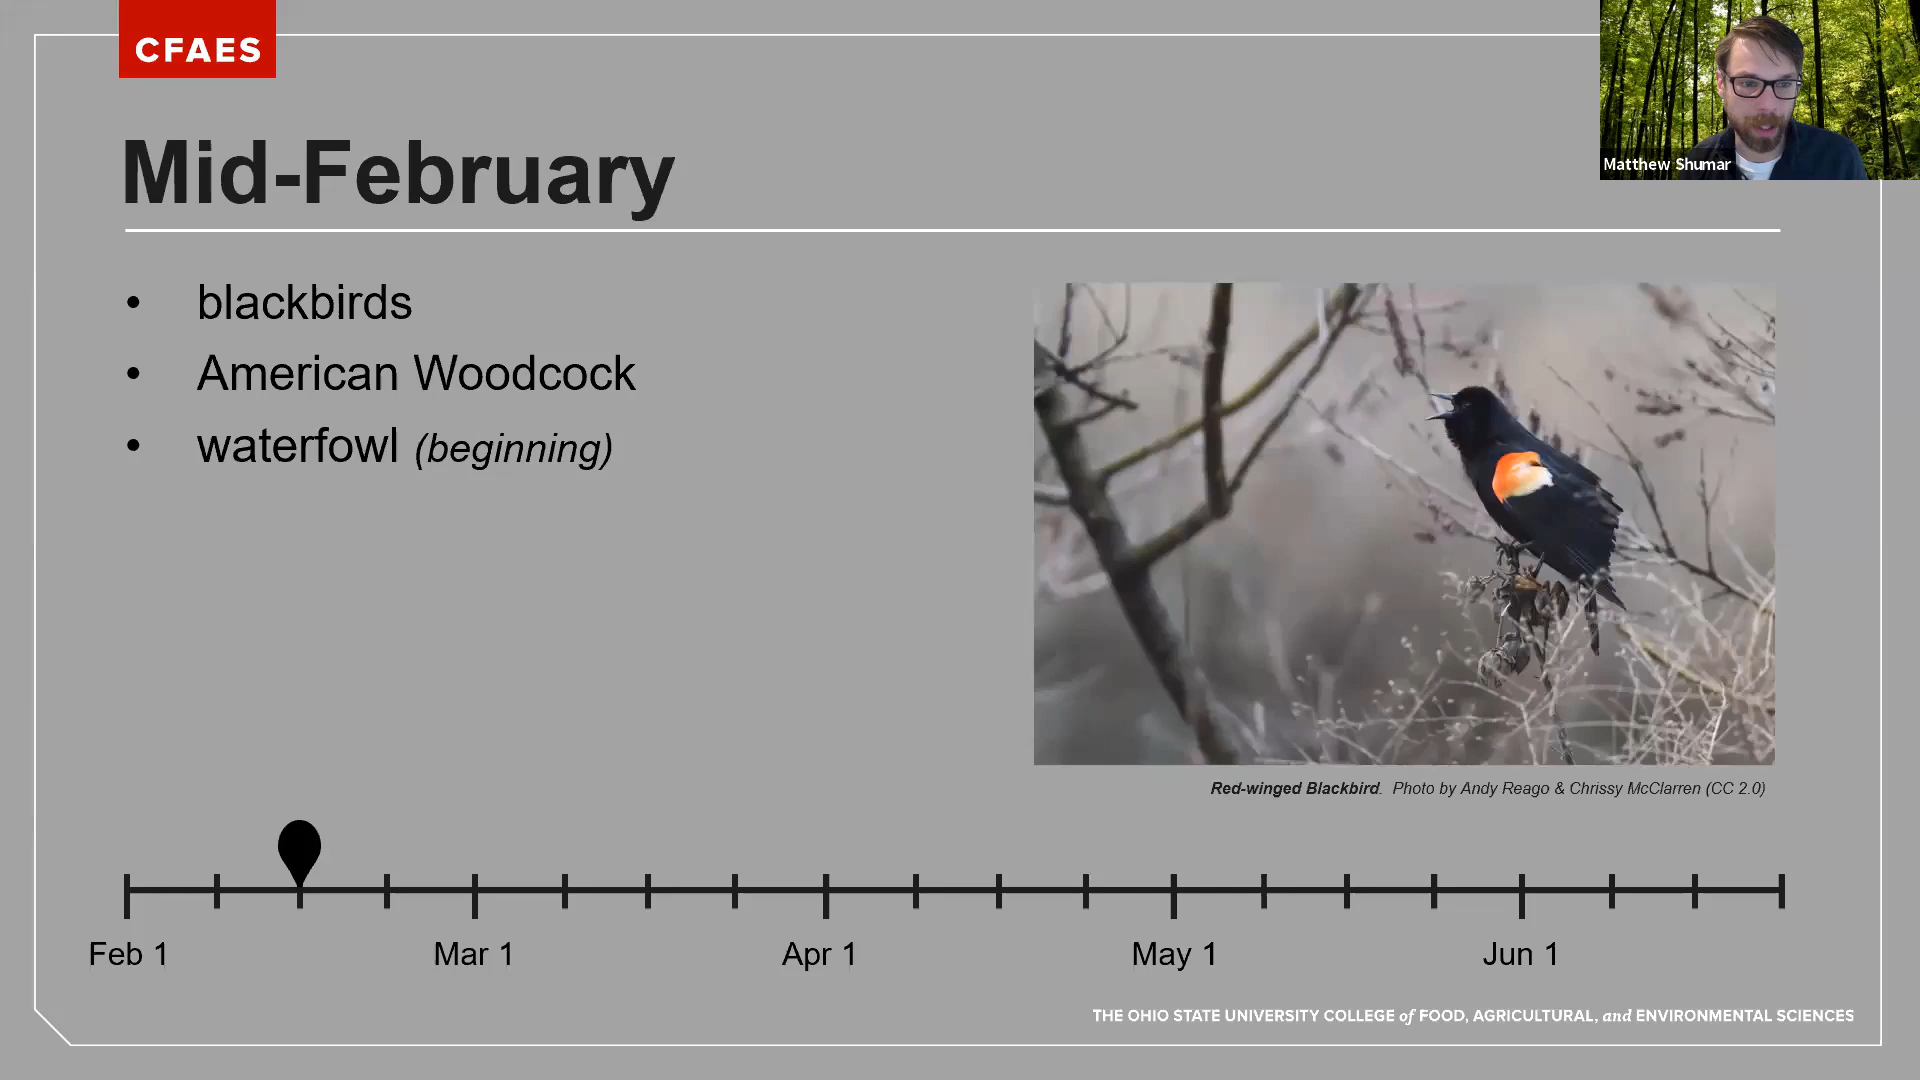 CFAES
Matthew Shumar
Mid-February
• blackbirds
• American Woodcock
• waterfowl (beginning)
Red-winged Blackbird. Photo by Andy Reago & Chrissy McClarren (CC 2.0)
Feb 1 Mar 1 Apr 1 May 1 Jun 1
THE OHIO STATE UNIVERSITY COLLEGE of FOOD, AGRICULTURAL, and ENVIRONMENTAL SCIENCES